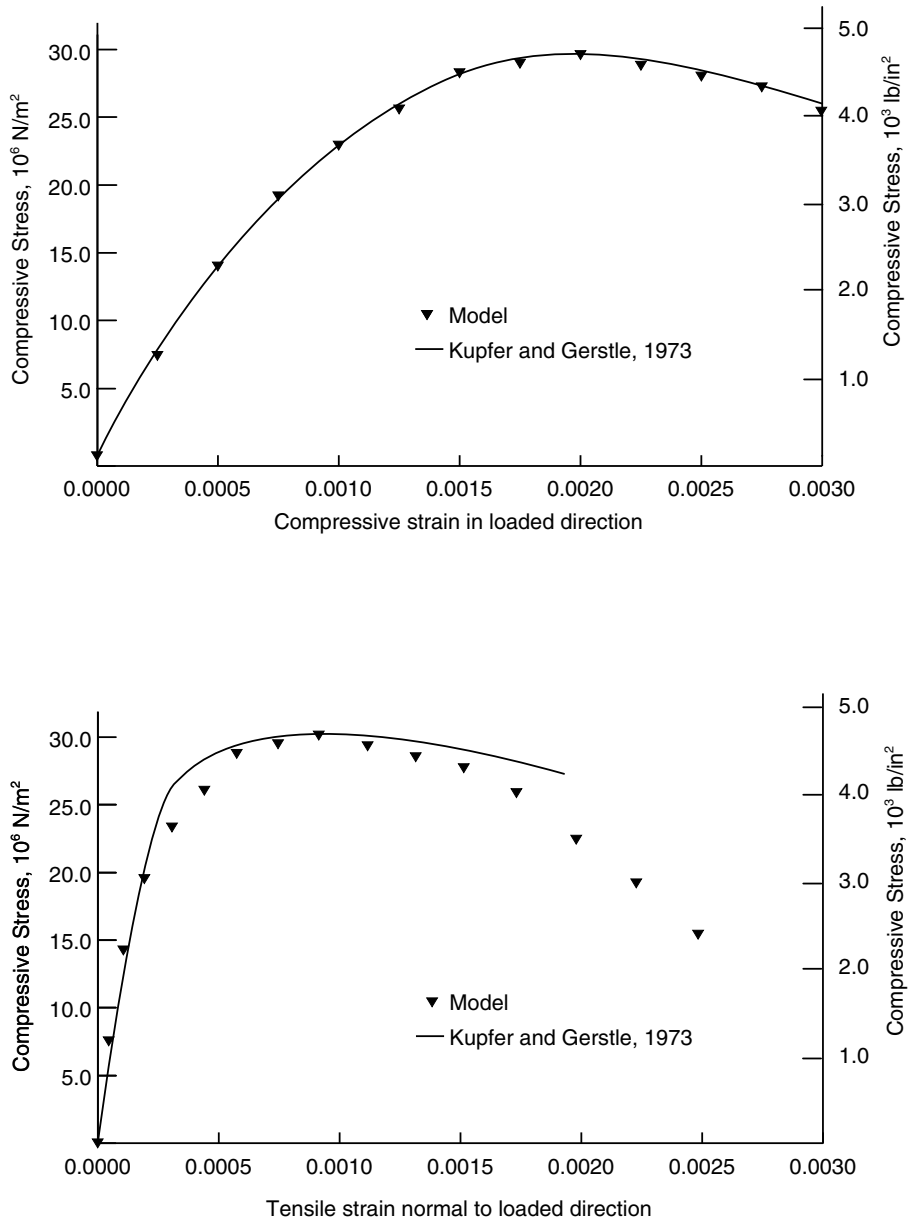 Compressive Stress, 10⁶ N/m²
30.0
25.0
20.0
15.0
10.0
5.0
5.0
4.0
3.0
2.0
1.0
Compressive Stress, 10³ lb/in²
Model
Kupfer and Gerstle, 1973
0.0000 0.0005 0.0010 0.0015 0.0020 0.0025 0.0030
Compressive strain in loaded direction
Compressive Stress, 10⁶ N/m²
30.0
25.0
20.0
15.0
10.0
5.0
5.0
4.0
3.0
2.0
1.0
Compressive Stress, 10³ lb/in²
Model
Kupfer and Gerstle, 1973
0.0000 0.0005 0.0010 0.0015 0.0020 0.0025 0.0030
Tensile strain normal to loaded direction